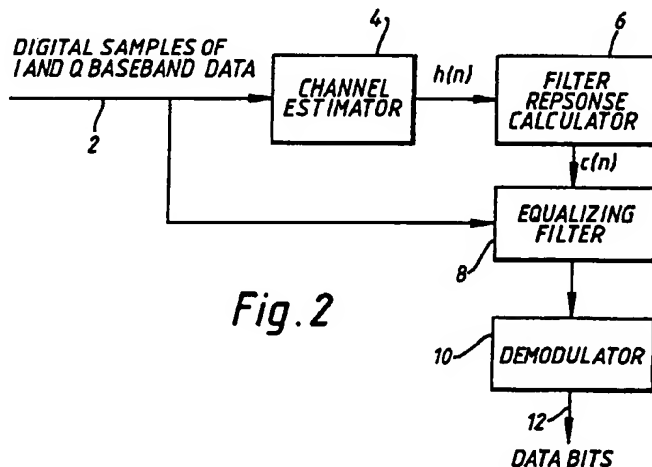 4
6
DIGITAL SAMPLES OF
I AND Q BASEBAND DATA
2
CHANNEL
ESTIMATOR
h(n)
FILTER
REPSONSE
CALCULATOR
c(n)
EQUALIZING
FILTER
8
Fig. 2
10
DEMODULATOR
12
DATA BITS